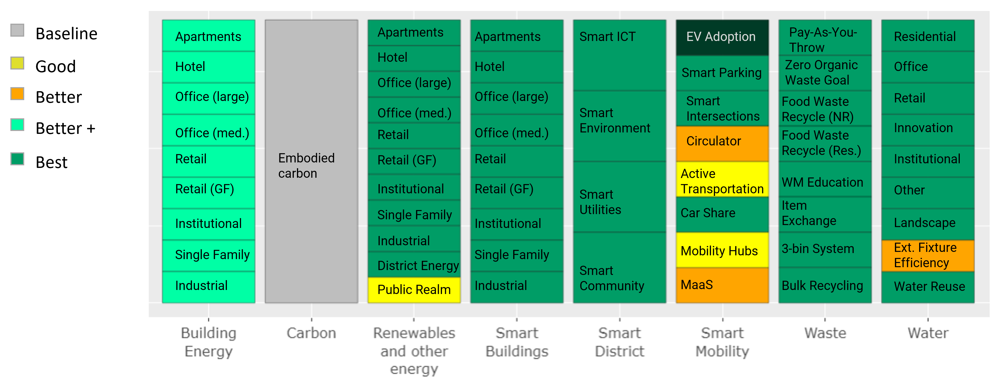 Baseline
Good
Better
Better +
Best
Apartments
Hotel
Office (large)
Office (med.)
Retail
Retail (GF)
Institutional
Single Family
Industrial
Embodied
carbon
Apartments
Hotel
Office (large)
Office (med.)
Retail
Retail (GF)
Institutional
Single Family
Industrial
District Energy
Public Realm
Apartments
Hotel
Office (large)
Office (med.)
Retail
Retail (GF)
Institutional
Single Family
Industrial
Smart ICT
Smart
Environment
Smart
Utilities
Smart
Community
EV Adoption
Smart Parking
Smart
Intersections
Circulator
Active
Transportation
Car Share
Mobility Hubs
MaaS
Pay-As-You-
Throw
Zero Organic
Waste Goal
Food Waste
Recycle (NR)
Food Waste
Recycle (Res.)
WM Education
Item
Exchange
3-bin System
Bulk Recycling
Residential
Office
Retail
Innovation
Institutional
Other
Landscape
Ext. Fixture
Efficiency
Water Reuse
Building
Energy
Carbon
Renewables
and other
energy
Smart
Buildings
Smart
District
Smart
Mobility
Waste
Water